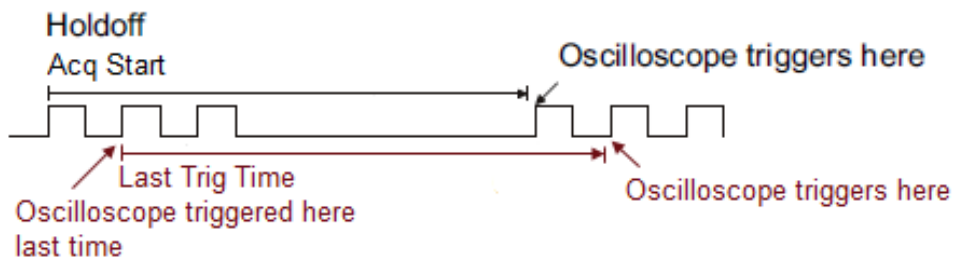 Holdoff
Acq Start
Oscilloscope triggers here
Last Trig Time
Oscilloscope triggered here
last time
Oscilloscope triggers here